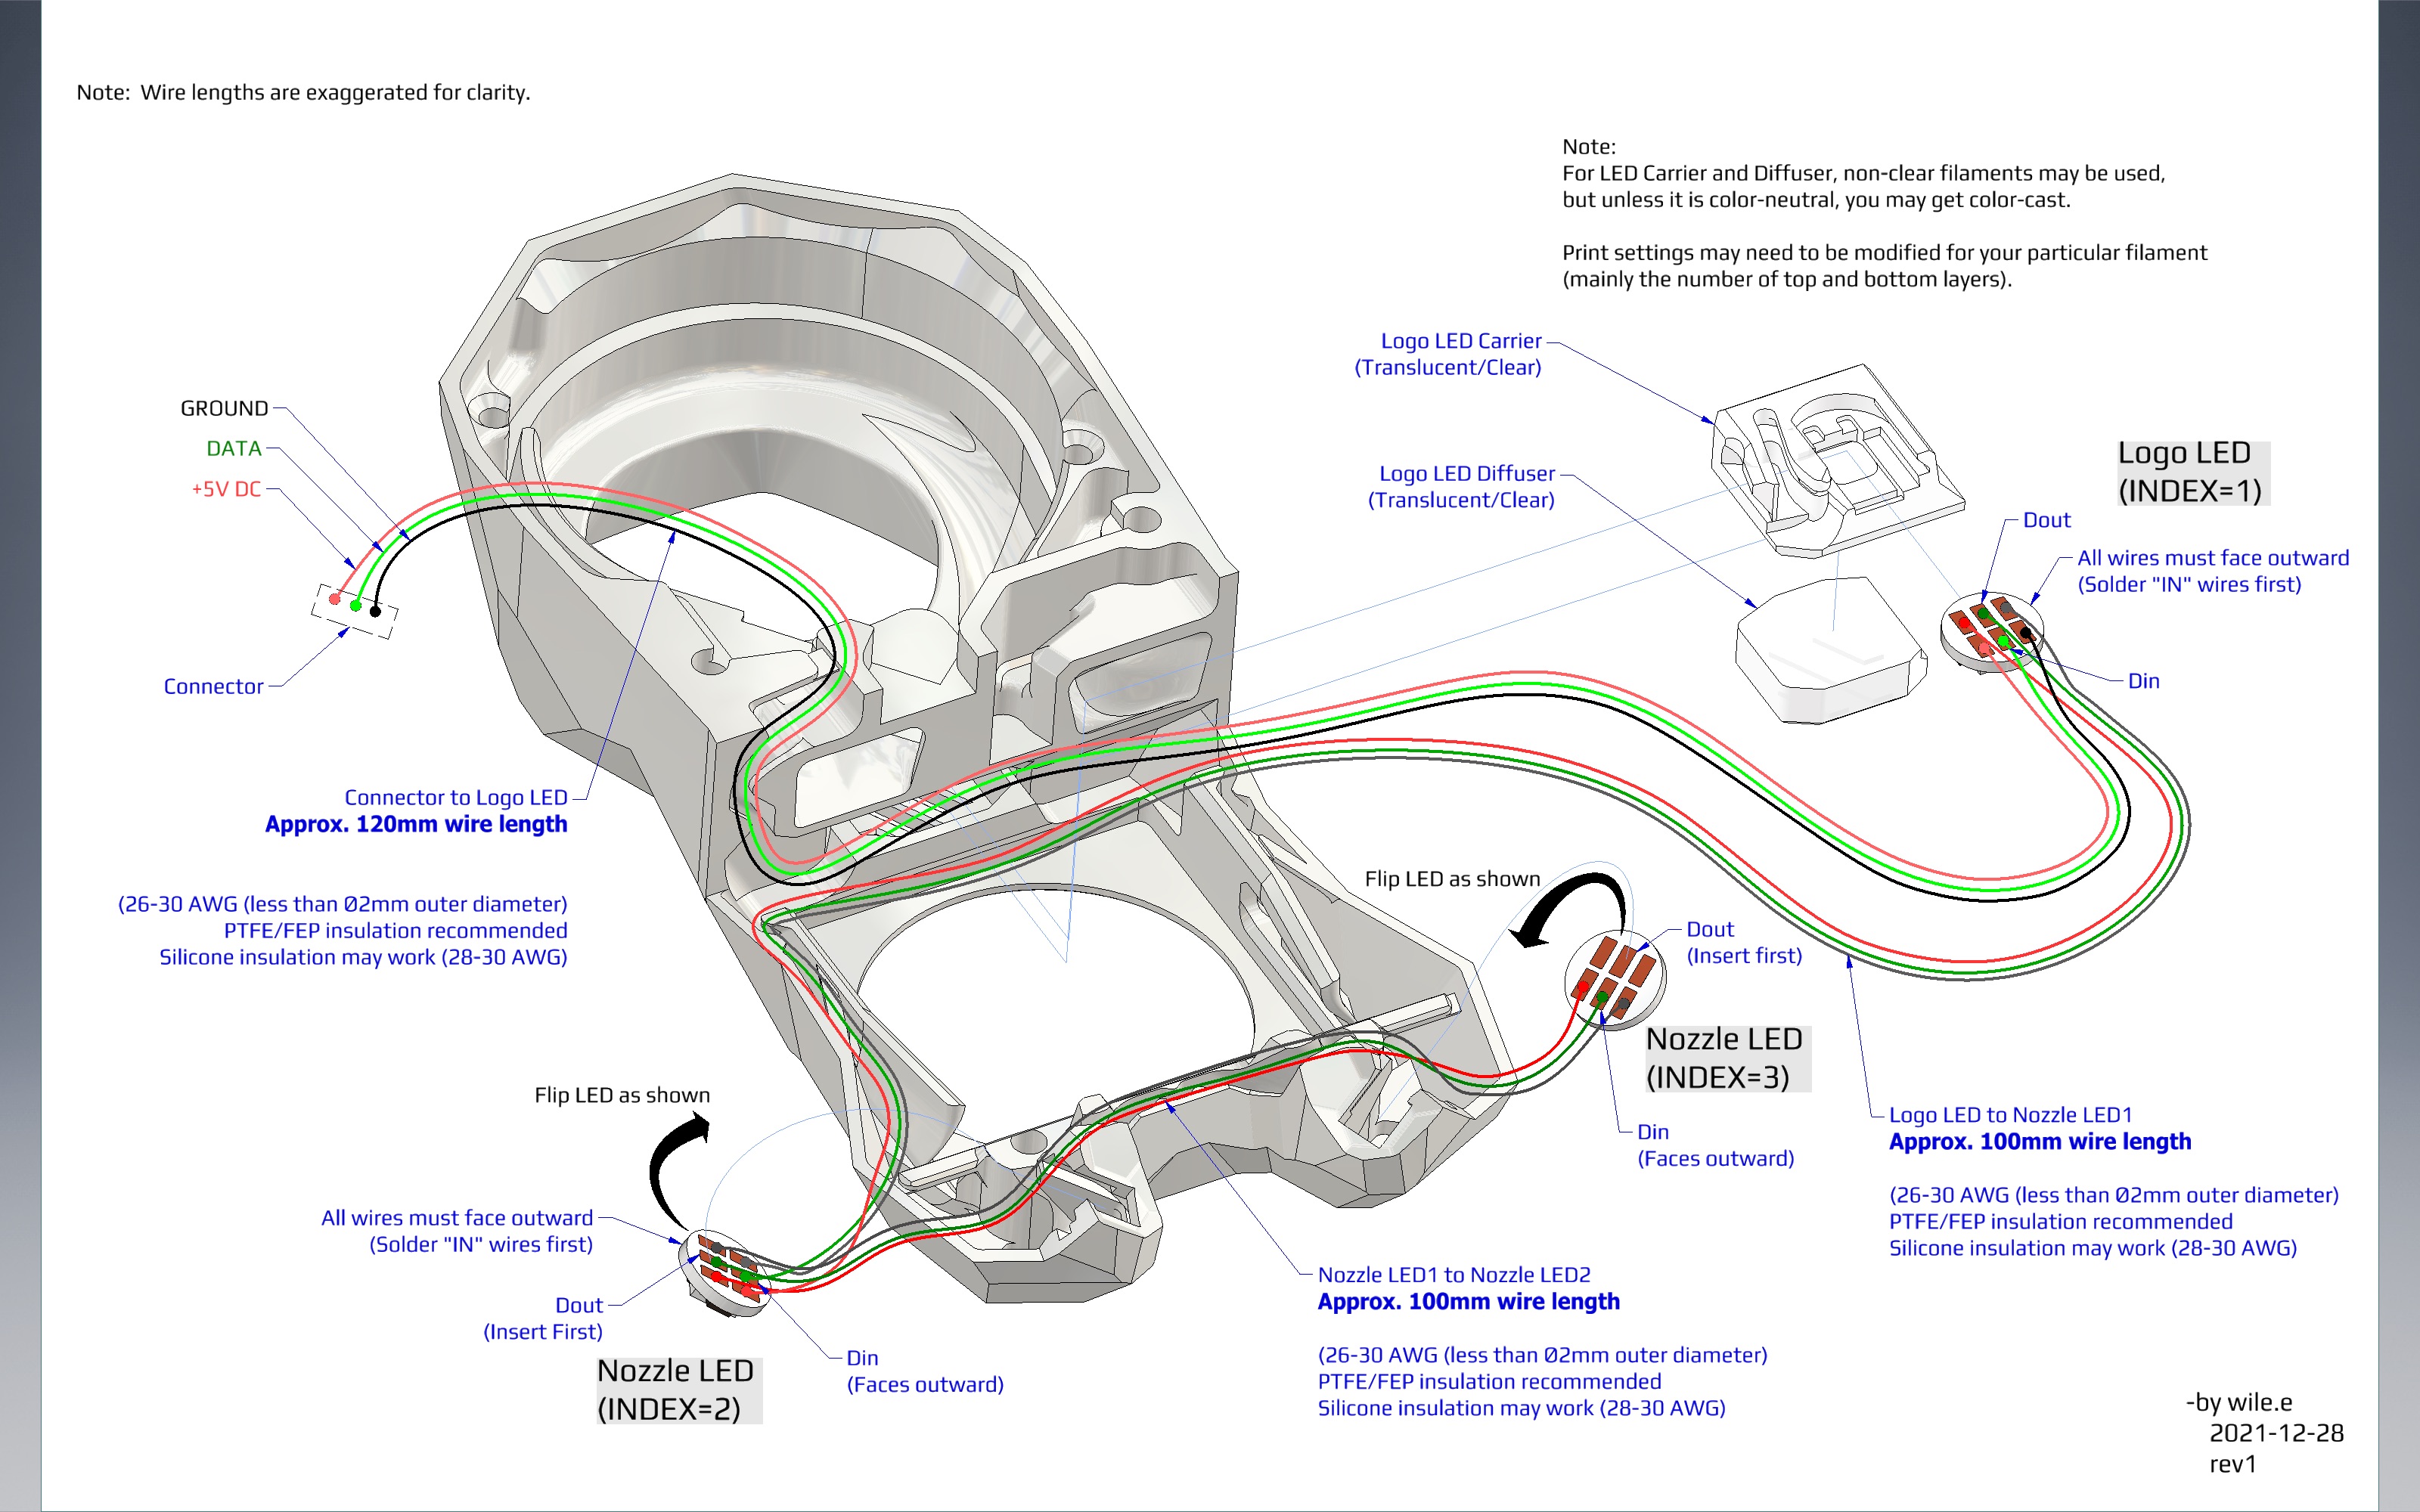 Note:  Wire lengths are exaggerated for clarity.
Note:
For LED Carrier and Diffuser, non-clear filaments may be used,
but unless it is color-neutral, you may get color-cast.
Print settings may need to be modified for your particular filament
(mainly the number of top and bottom layers).
Logo LED Carrier
(Translucent/Clear)
Logo LED Diffuser
(Translucent/Clear)
Logo LED
(INDEX=1)
Dout
All wires must face outward
(Solder "IN" wires first)
Din
GROUND
DATA
+5V DC
Connector
Connector to Logo LED
Approx. 120mm wire length
(26-30 AWG (less than Ø2mm outer diameter)
PTFE/FEP insulation recommended
Silicone insulation may work (28-30 AWG)
Flip LED as shown
Dout
(Insert first)
Nozzle LED
(INDEX=3)
Din
(Faces outward)
Logo LED to Nozzle LED1
Approx. 100mm wire length
(26-30 AWG (less than Ø2mm outer diameter)
PTFE/FEP insulation recommended
Silicone insulation may work (28-30 AWG)
Flip LED as shown
All wires must face outward
(Solder "IN" wires first)
Dout
(Insert First)
Nozzle LED
(INDEX=2)
Din
(Faces outward)
Nozzle LED1 to Nozzle LED2
Approx. 100mm wire length
(26-30 AWG (less than Ø2mm outer diameter)
PTFE/FEP insulation recommended
Silicone insulation may work (28-30 AWG)
-by wile.e
2021-12-28
rev1